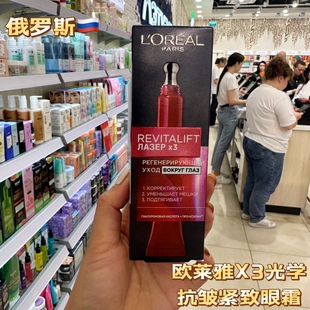 俄罗斯🇷🇺
L'ORÉAL
PARIS
REVITALIFT
ЛАЗЕР x3
РЕГЕНЕРИРУЮЩИЙ
УХОД ВОКРУГ ГЛАЗ
1. КОРРЕКТИРУЕТ
2. УМЕНЬШАЕТ МЕШКИ
3. ПОДТЯГИВАЕТ
欧莱雅X3光学
抗皱紧致眼霜